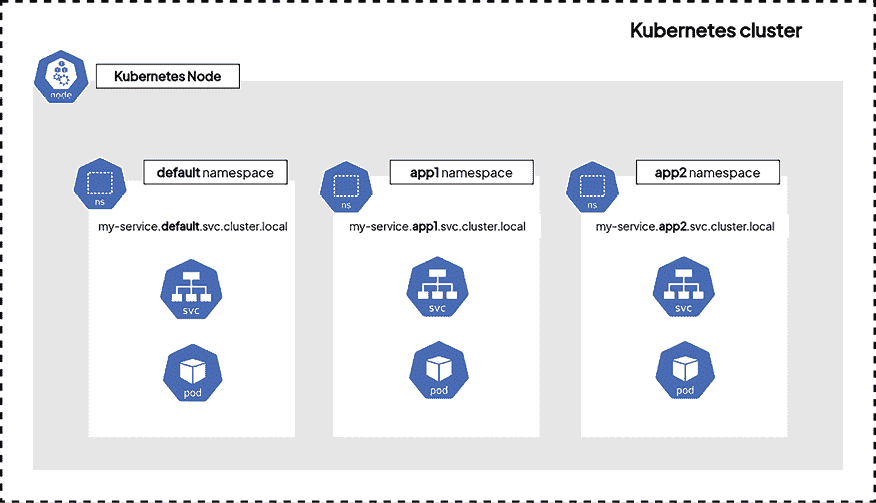 Kubernetes cluster
Kubernetes Node
node
default namespace
app1 namespace
app2 namespace
ns
ns
ns
my-service.default.svc.cluster.local
my-service.app1.svc.cluster.local
my-service.app2.svc.cluster.local
svc
svc
svc
pod
pod
pod